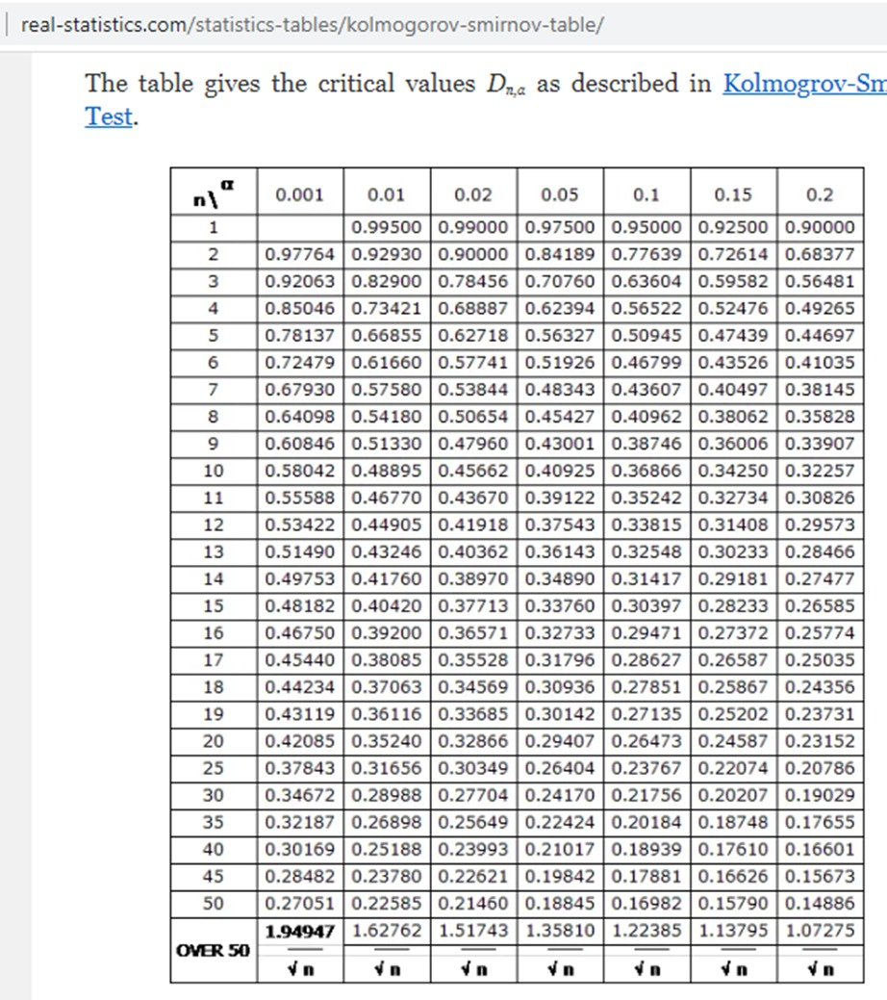 real-statistics.com/statistics-tables/kolmogorov-smirnov-table/
The table gives the critical values Dn,α as described in Kolmogrov-Sm
Test.
n\α 0.001 0.01 0.02 0.05 0.1 0.15 0.2
1 0.99500 0.99000 0.97500 0.95000 0.92500 0.90000
2 0.97764 0.92930 0.90000 0.84189 0.77639 0.72614 0.68377
3 0.92063 0.82900 0.78456 0.70760 0.63604 0.59582 0.56481
4 0.85046 0.73421 0.68887 0.62394 0.56522 0.52476 0.49265
5 0.78137 0.66855 0.62718 0.56327 0.50945 0.47439 0.44697
6 0.72479 0.61660 0.57741 0.51926 0.46799 0.43526 0.41035
7 0.67930 0.57580 0.53844 0.48343 0.43607 0.40497 0.38145
8 0.64098 0.54180 0.50654 0.45427 0.40962 0.38062 0.35828
9 0.60846 0.51330 0.47960 0.43001 0.38746 0.36006 0.33907
10 0.58042 0.48895 0.45662 0.40925 0.36866 0.34250 0.32257
11 0.55588 0.46770 0.43670 0.39122 0.35242 0.32734 0.30826
12 0.53422 0.44905 0.41918 0.37543 0.33815 0.31408 0.29573
13 0.51490 0.43246 0.40362 0.36143 0.32548 0.30233 0.28466
14 0.49753 0.41760 0.38970 0.34890 0.31417 0.29181 0.27477
15 0.48182 0.40420 0.37713 0.33760 0.30397 0.28233 0.26585
16 0.46750 0.39200 0.36571 0.32733 0.29471 0.27372 0.25774
17 0.45440 0.38085 0.35528 0.31796 0.28627 0.26587 0.25035
18 0.44234 0.37063 0.34569 0.30936 0.27851 0.25867 0.24356
19 0.43119 0.36116 0.33685 0.30142 0.27135 0.25202 0.23731
20 0.42085 0.35240 0.32866 0.29407 0.26473 0.24587 0.23152
25 0.37843 0.31656 0.30349 0.26404 0.23767 0.22074 0.20786
30 0.34672 0.28988 0.27704 0.24170 0.21756 0.20207 0.19029
35 0.32187 0.26898 0.25649 0.22424 0.20184 0.18748 0.17655
40 0.30169 0.25188 0.23993 0.21017 0.18939 0.17610 0.16601
45 0.28482 0.23780 0.22621 0.19842 0.17881 0.16626 0.15673
50 0.27051 0.22585 0.21460 0.18845 0.16982 0.15790 0.14886
OVER 50 1.94947 1.62762 1.51743 1.35810 1.22385 1.13795 1.07275
√n √n √n √n √n √n √n